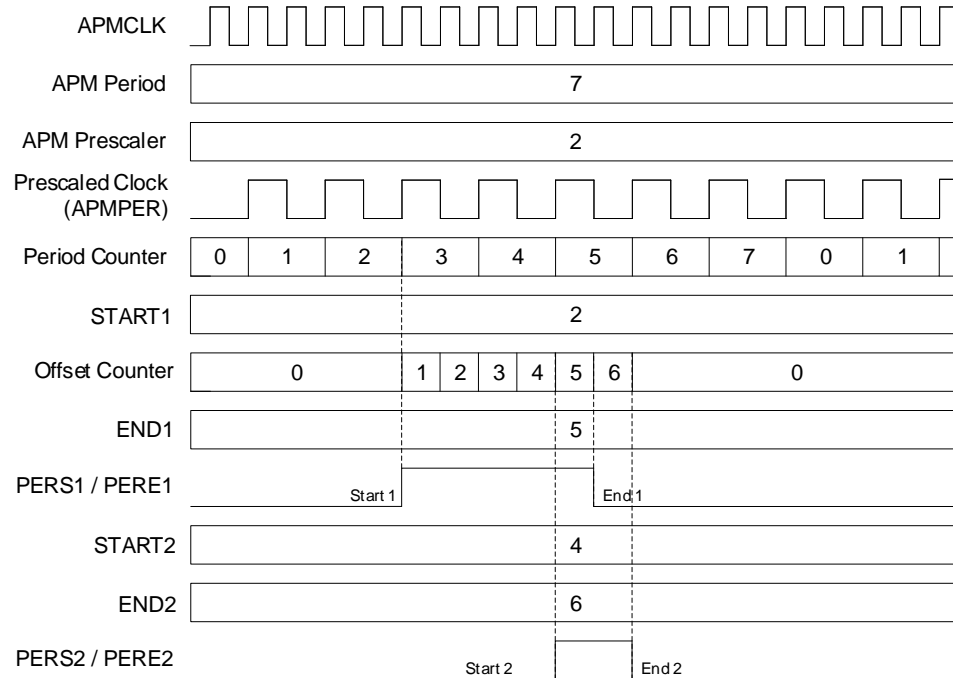 APMCLK
APM Period 7
APM Prescaler 2
Prescaled Clock
(APMPER)
Period Counter 0 1 2 3 4 5 6 7 0 1
START1 2
Offset Counter 0 1 2 3 4 5 6 0
END1 5
PERS1 / PERE1 Start 1 End 1
START2 4
END2 6
PERS2 / PERE2 Start 2 End 2